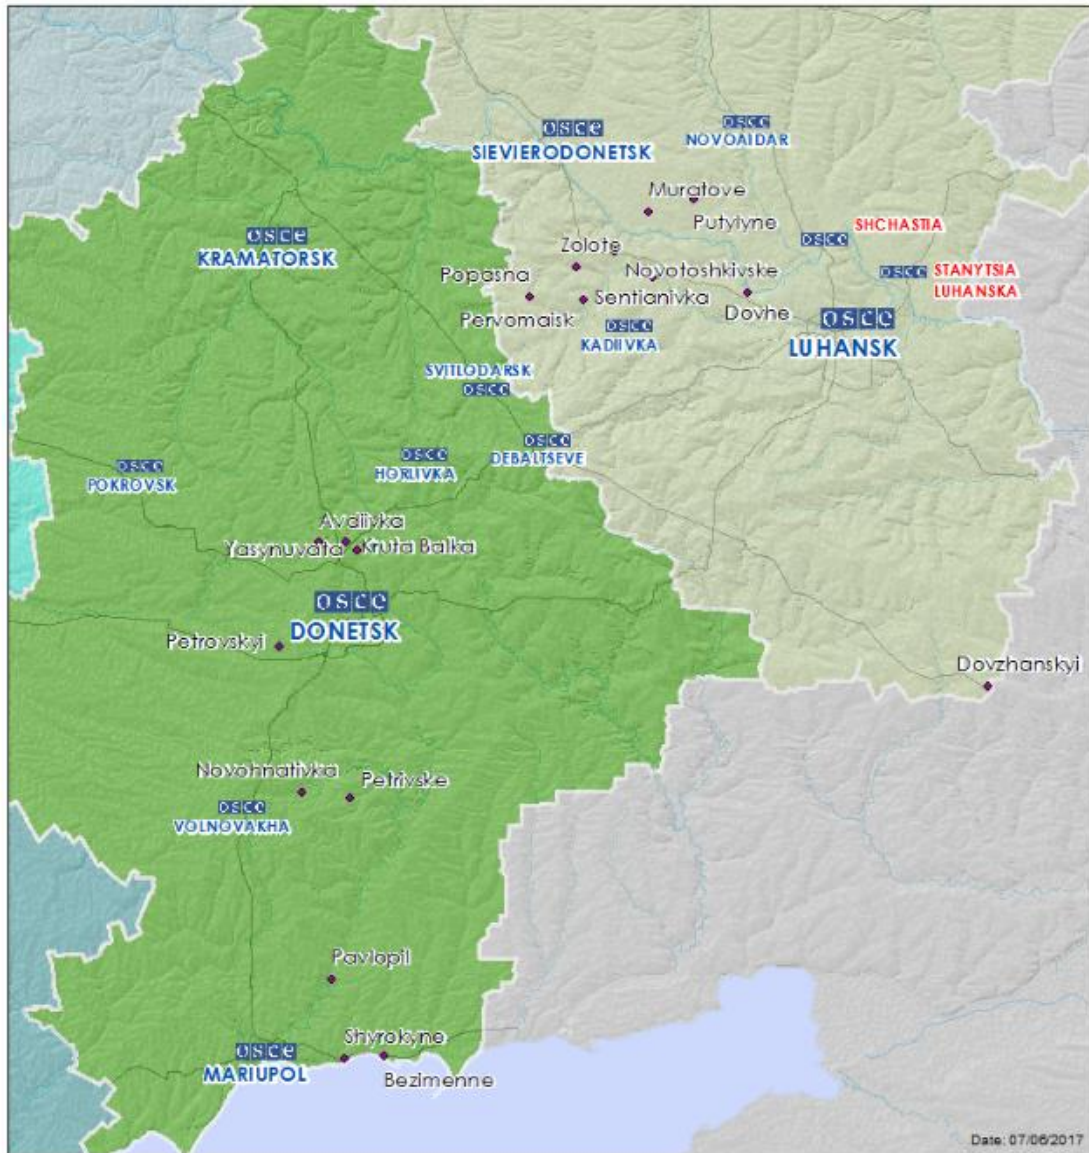 osce
SIEVIERODONETSK
osce
NOVOAIDAR
Muratove
Putylyne
osce
SHCHASTIA
osce
KRAMATORSK
Zolote
Popasna
Novotoshkivske
osce
STANYTSIA
LUHANSKA
Sentianivka
Pervomaisk
Dovhe
osce
KADIIVKA
osce
LUHANSK
SVITLODARSK
osce
osce
DEBALTSEVE
osce
HORLIVKA
osce
POKROVSK
Avdiivka
Yasynuvata
Kruta Balka
osce
DONETSK
Petrovskyi
Dovzhanskyi
Novohnativka
Petrivske
osce
VOLNOVAKHA
Pavlopil
Shyrokyne
osce
MARIUPOL
Bezimenne
Date: 07/06/2017